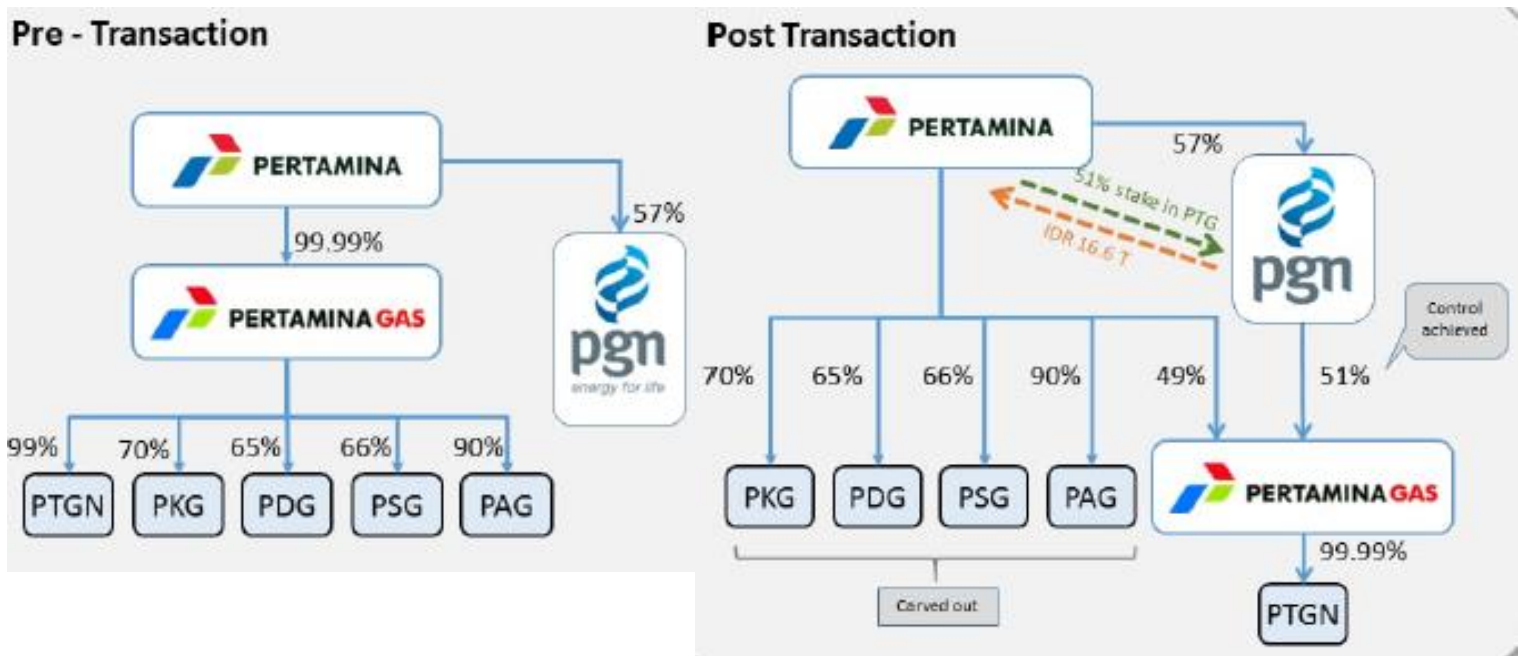 Pre - Transaction
PERTAMINA
57%
99.99%
PERTAMINA GAS
pgn
energy for life
99%
70%
65%
66%
90%
PTGN
PKG
PDG
PSG
PAG
Post Transaction
PERTAMINA
57%
51% stake in PTG
IDR 16.6 T
pgn
Control
achieved
70%
65%
66%
90%
49%
51%
PKG
PDG
PSG
PAG
PERTAMINA GAS
99.99%
Carved out
PTGN